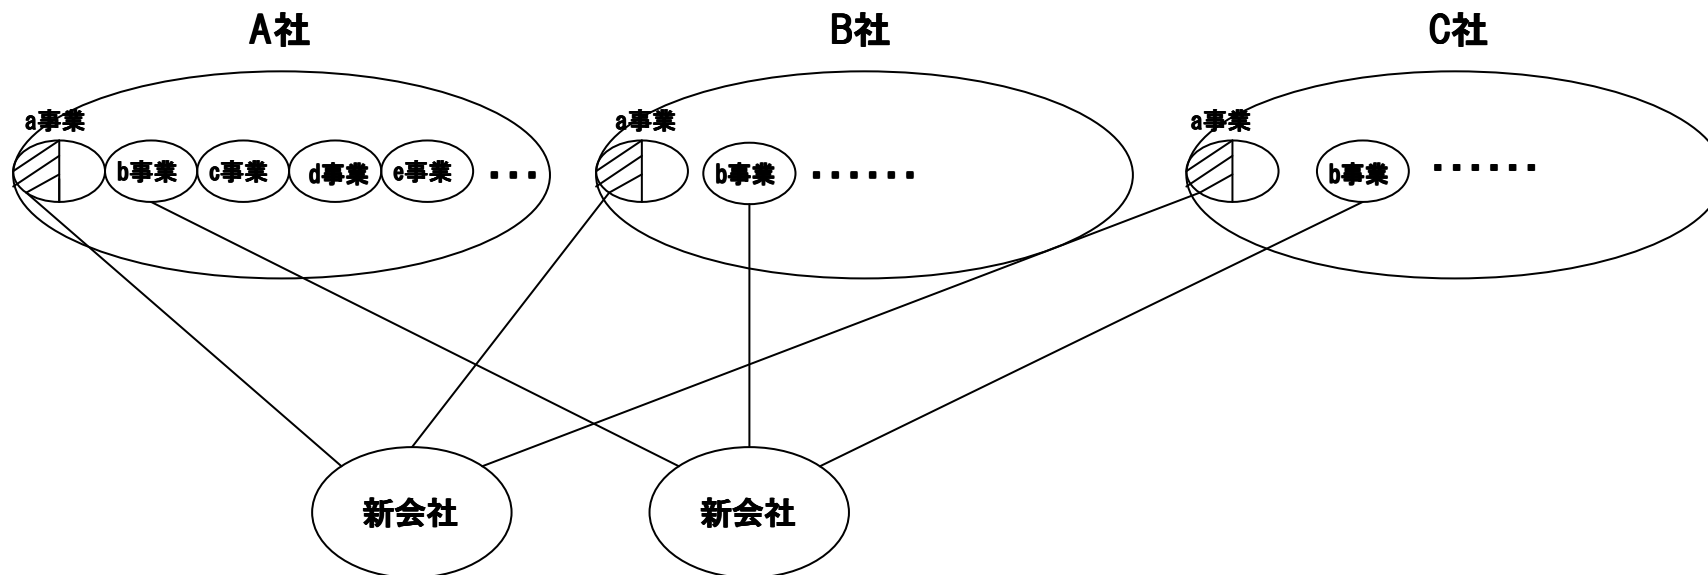 A社
B社
C社
a事業
a事業
a事業
b事業
c事業
d事業
e事業
・・・
b事業
・・・・・・
b事業
・・・・・・
新会社
新会社